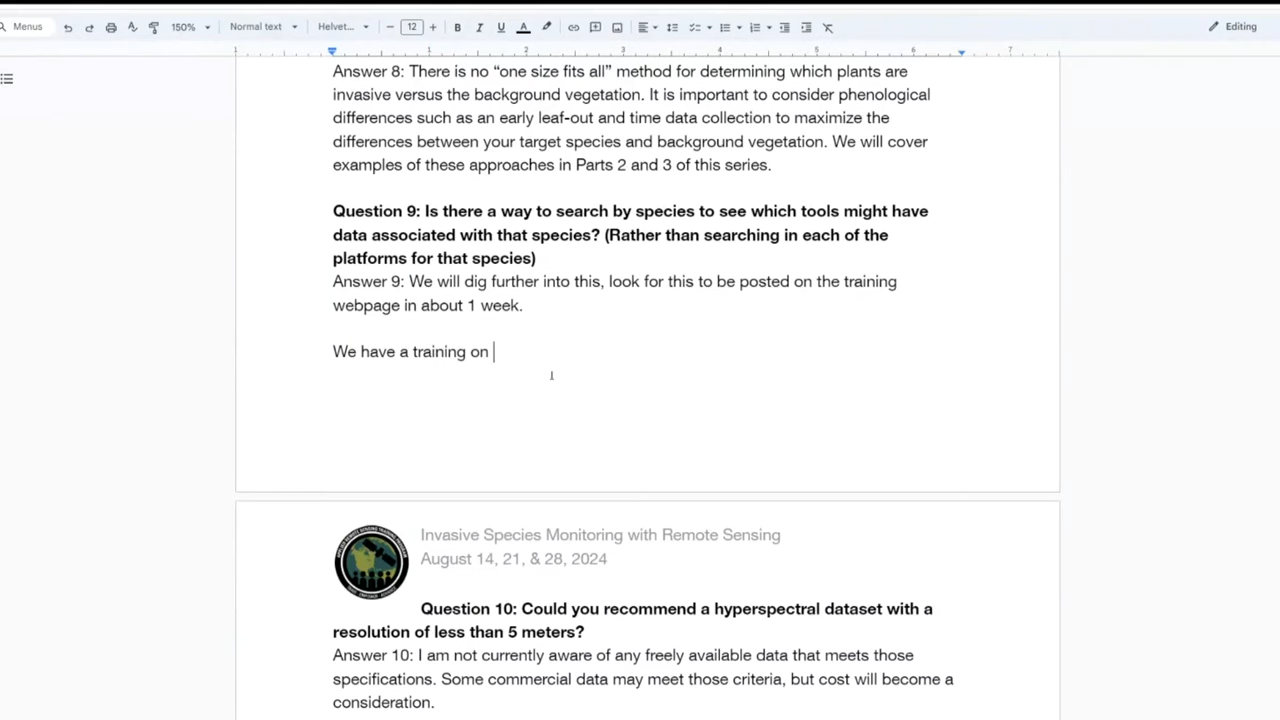 Menus 150% Normal text Helvet... 12 B I U A Editing
1 1 2 3 4 5 6 7
Answer 8: There is no “one size fits all” method for determining which plants are
invasive versus the background vegetation. It is important to consider phenological
differences such as an early leaf-out and time data collection to maximize the
differences between your target species and background vegetation. We will cover
examples of these approaches in Parts 2 and 3 of this series.
Question 9: Is there a way to search by species to see which tools might have
data associated with that species? (Rather than searching in each of the
platforms for that species)
Answer 9: We will dig further into this, look for this to be posted on the training
webpage in about 1 week.
We have a training on
Invasive Species Monitoring with Remote Sensing
August 14, 21, & 28, 2024
Question 10: Could you recommend a hyperspectral dataset with a
resolution of less than 5 meters?
Answer 10: I am not currently aware of any freely available data that meets those
specifications. Some commercial data may meet those criteria, but cost will become a
consideration.